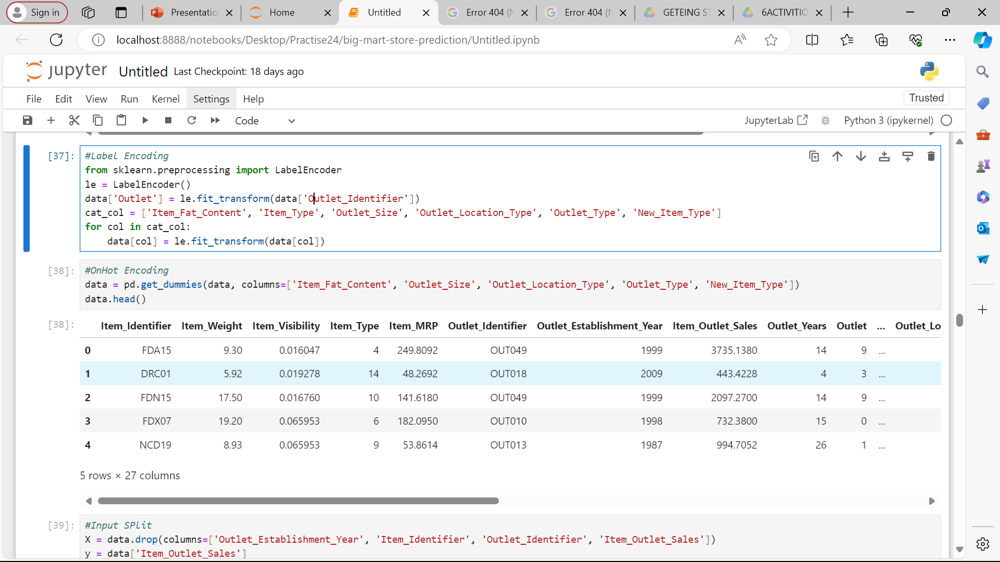 Sign in
Presentatio
Home
Untitled
Error 404 (N
Error 404 (N
GETEING ST
6ACTIVITIO
localhost:8888/notebooks/Desktop/Practise24/big-mart-store-prediction/Untitled.ipynb
jupyter Untitled Last Checkpoint: 18 days ago
File Edit View Run Kernel Settings Help
Trusted
Code
JupyterLab
Python 3 (ipykernel)
[37]: #Label Encoding
from sklearn.preprocessing import LabelEncoder
le = LabelEncoder()
data['Outlet'] = le.fit_transform(data['Outlet_Identifier'])
cat_col = ['Item_Fat_Content', 'Item_Type', 'Outlet_Size', 'Outlet_Location_Type', 'Outlet_Type', 'New_Item_Type']
for col in cat_col:
    data[col] = le.fit_transform(data[col])
[38]: #OnHot Encoding
data = pd.get_dummies(data, columns=['Item_Fat_Content', 'Outlet_Size', 'Outlet_Location_Type', 'Outlet_Type', 'New_Item_Type'])
data.head()
[38]: Item_Identifier Item_Weight Item_Visibility Item_Type Item_MRP Outlet_Identifier Outlet_Establishment_Year Item_Outlet_Sales Outlet_Years Outlet ... Outlet_Lo
0 FDA15 9.30 0.016047 4 249.8092 OUT049 1999 3735.1380 14 9 ...
1 DRC01 5.92 0.019278 14 48.2692 OUT018 2009 443.4228 4 3 ...
2 FDN15 17.50 0.016760 10 141.6180 OUT049 1999 2097.2700 14 9 ...
3 FDX07 19.20 0.065953 6 182.0950 OUT010 1998 732.3800 15 0 ...
4 NCD19 8.93 0.065953 9 53.8614 OUT013 1987 994.7052 26 1 ...
5 rows × 27 columns
[39]: #Input SPlit
X = data.drop(columns=['Outlet_Establishment_Year', 'Item_Identifier', 'Outlet_Identifier', 'Item_Outlet_Sales'])
y = data['Item_Outlet_Sales']